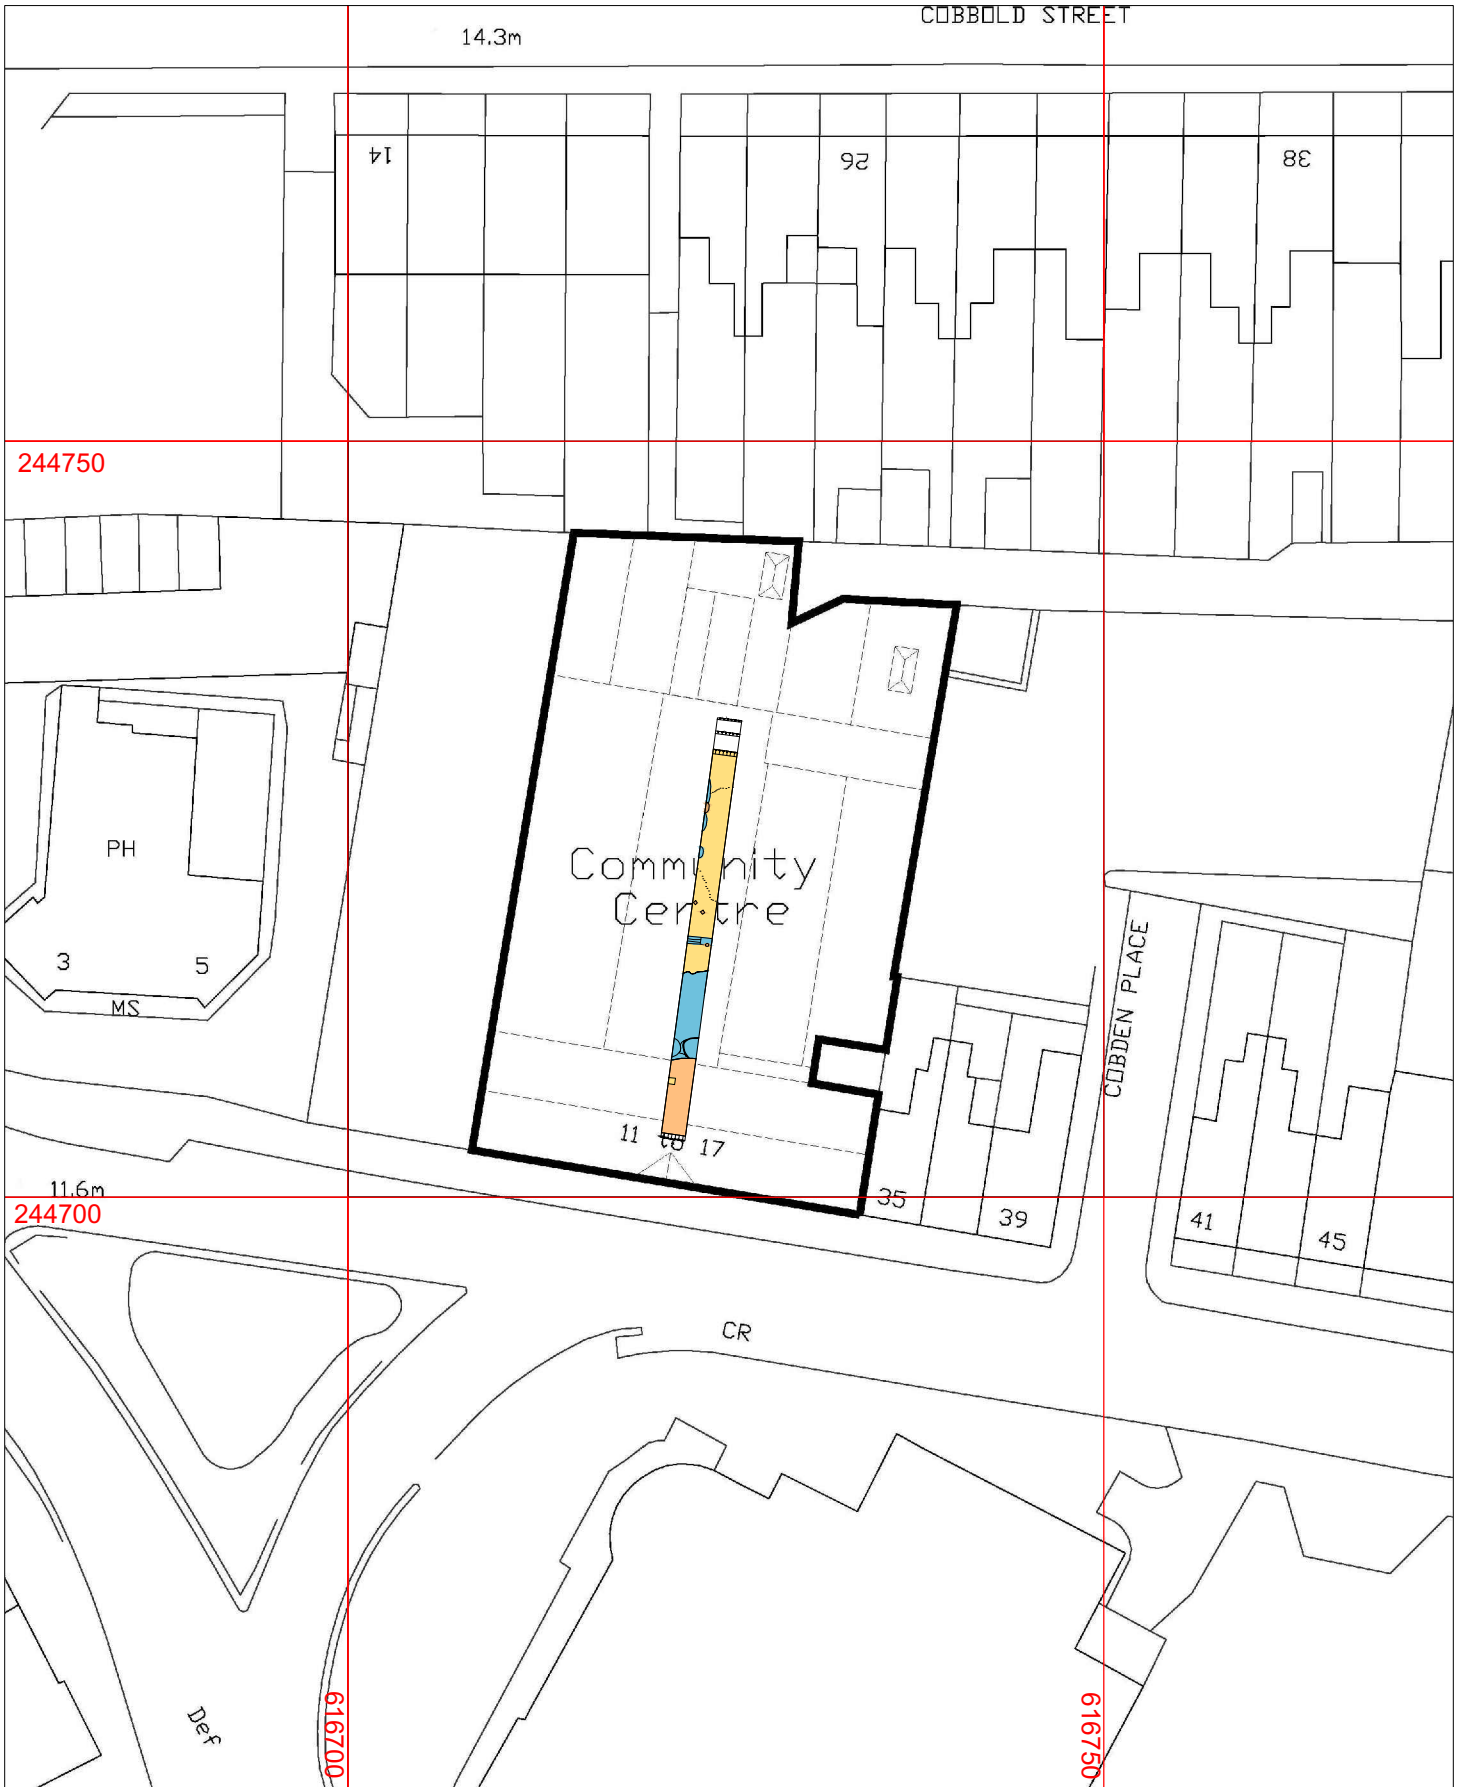 COBBOLD STREET
14.3m
14
26
38
244750
PH
Community
Centre
3
5
MS
COBDEN PLACE
11 to 17
11.6m
244700
35
39
41
45
CR
616700
616750
Def